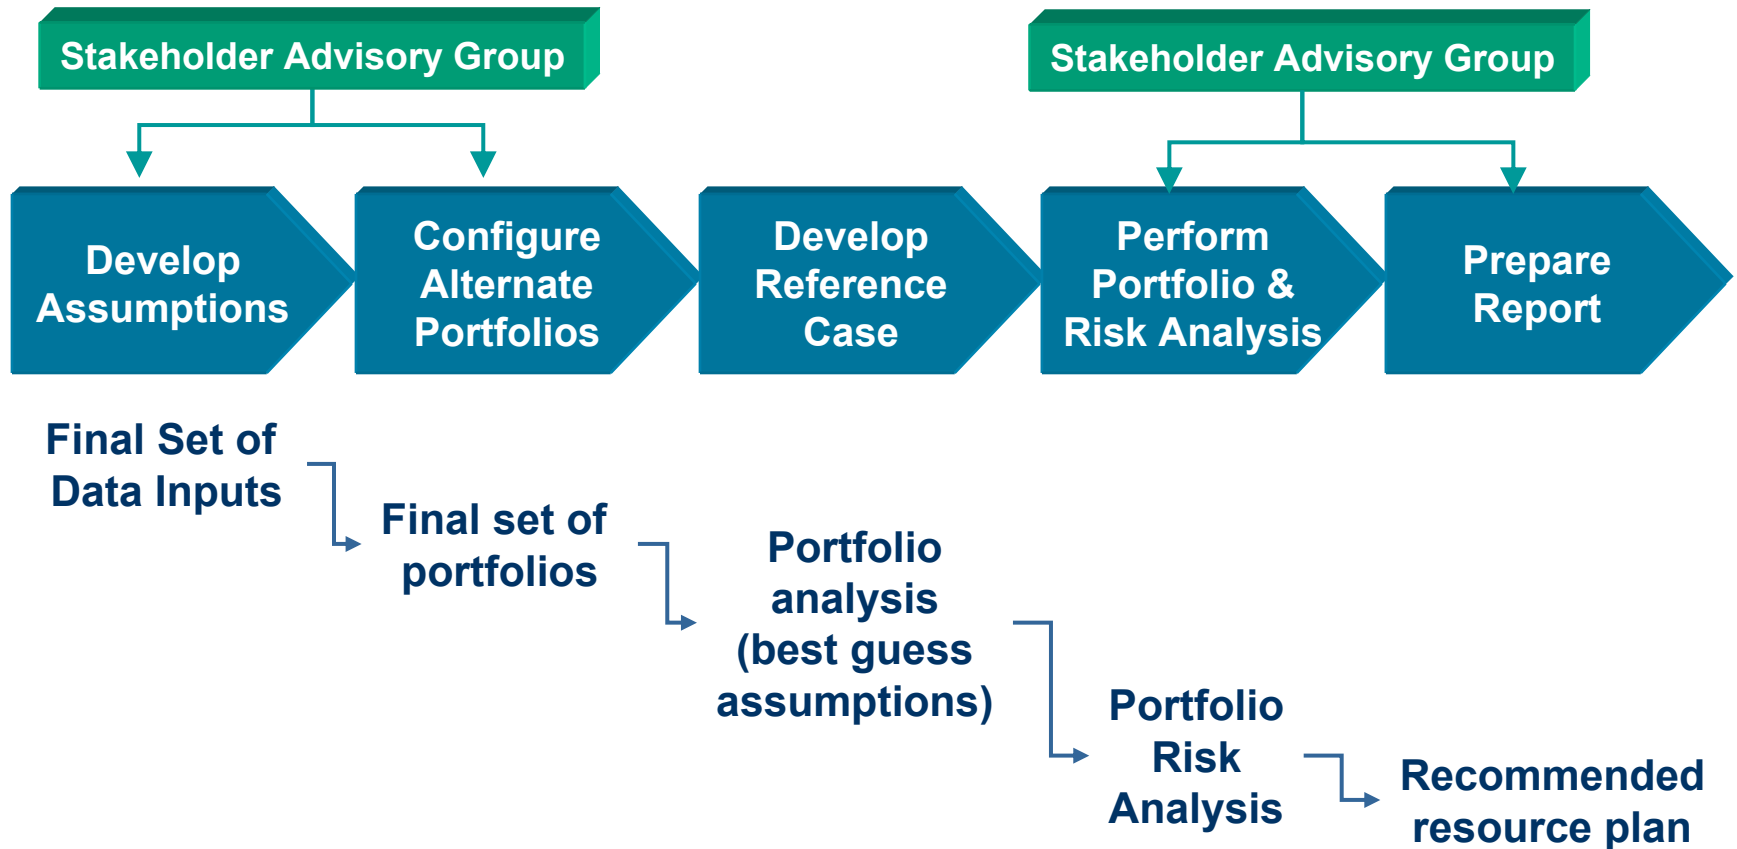 Stakeholder Advisory Group
Stakeholder Advisory Group
Develop
Assumptions
Configure
Alternate
Portfolios
Develop
Reference
Case
Perform
Portfolio &
Risk Analysis
Prepare
Report
Final Set of
Data Inputs
Final set of
portfolios
Portfolio
analysis
(best guess
assumptions)
Portfolio
Risk
Analysis
Recommended
resource plan